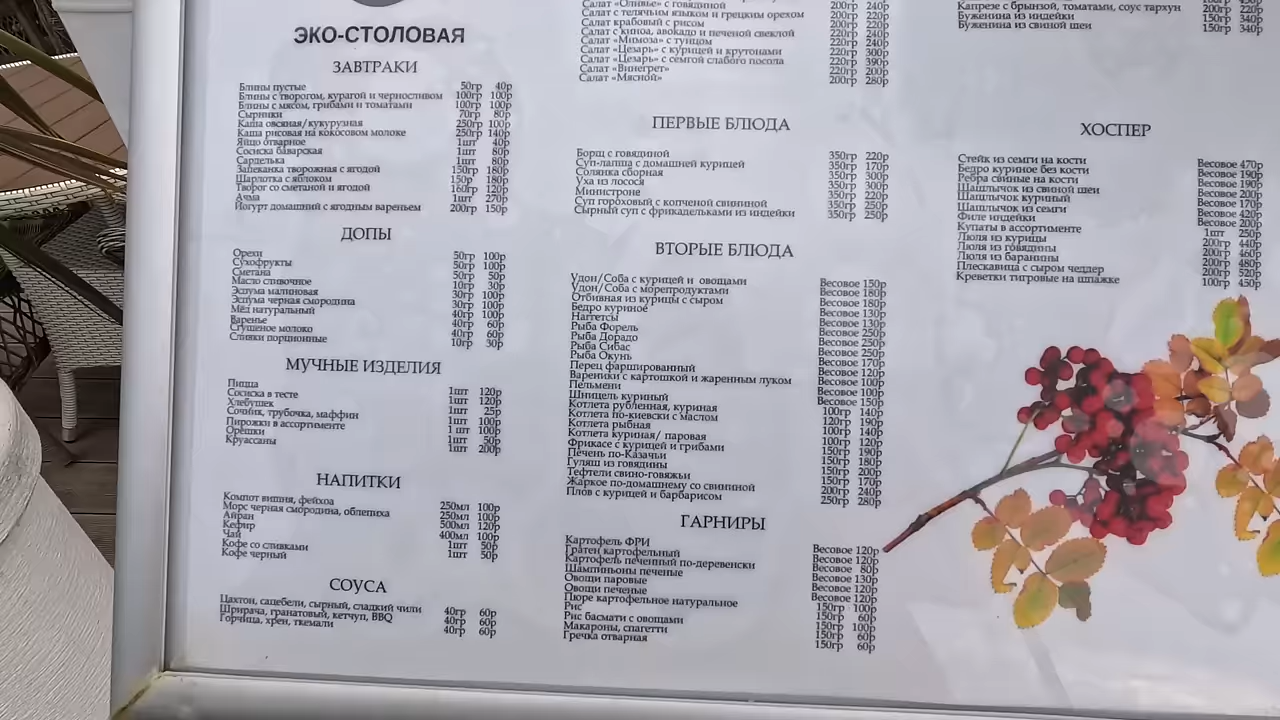 ЭКО-СТОЛОВАЯ
ЗАВТРАКИ
Блины пустые 50гр 40р
Блины с творогом, курагой и черносливом 100гр 100р
Блины с мясом, грибами и томатами 100гр 100р
Сырники 70гр 80р
Каша овсяная/кукурузная 250гр 100р
Каша рисовая на кокосовом молоке 250гр 140р
Яйцо отварное 1шт 40р
Сосиска баварская 1шт 80р
Сарделька 1шт 80р
Запеканка творожная с ягодой 150гр 180р
Шарлотка с яблоком 150р 180р
Творог со сметаной и ягодой 160гр 120р
Ачма 1шт 270р
Йогурт домашний с ягодным вареньем 200гр 150р
ДОПЫ
Орехи 50гр 100р
Сухофрукты 50гр 100р
Сметана 50гр 50р
Масло сливочное 10гр 30р
Эспума малиновая 30гр 100р
Эспума черная смородина 30гр 100р
Мёд натуральный 40гр 60р
Варенье 40гр 60р
Сгущеное молоко 40гр 60р
Сливки порционные 10гр 50р
МУЧНЫЕ ИЗДЕЛИЯ
Пицца 1шт 120р
Сосиска в тесте 1шт 120р
Хлебушек 1шт 25р
Сочник, трубочка, маффин 1шт 100р
Пирожки в ассортименте 1 шт 100р
Орешки 1шт 50р
Круассаны 1шт 200р
НАПИТКИ
Компот вишня, фейхоа 250мл 100р
Морс черная смородина, облепиха 250мл 100р
Айран 500мл 120р
Кефир 400мл 100р
Чай 1шт 50р
Кофе со сливками 1шт 50р
Кофе черный
СОУСА
Цахтон, сацебели, сырный, сладкий чили 40гр 60р
Шрирача, гранатовый, кетчуп, BBQ 40гр 60р
Горчица, хрен, ткемали 40гр 60р
Салат «Оливье» с говядиной 200гр 240р
Салат с телячьим языком и грецким орехом 200гр 220р
Салат крабовый с рисом 200гр 220р
Салат с киноа, авокадо и печеной свеклой 220гр 240р
Салат «Мимоза» с тунцом 220гр 240р
Салат «Цезарь» с курицей и крутонами 220гр 300р
Салат «Цезарь» с семгой слабого посола 220гр 390р
Салат «Винегрет» 220гр 200р
Салат «Мясной» 200гр 280р
ПЕРВЫЕ БЛЮДА
Борщ с говядиной 350гр 220р
Суп-лапша с домашней курицей 350гр 170р
Солянка сборная 350гр 300р
Уха из лосося 350гр 300р
Министроне 350гр 220р
Суп гороховый с копченой свининой 350гр 250р
Сырный суп с фрикадельками из индейки 350гр 250р
ВТОРЫЕ БЛЮДА
Удон/Соба с курицей и овощами Весовое 150р
Удон/Соба с морепродуктами Весовое 180р
Отбивная из курицы с сыром Весовое 180р
Бедро куриное Весовое 130р
Наггетсы Весовое 130р
Рыба Форель Весовое 250р
Рыба Дорадо Весовое 250р
Рыба Сибас Весовое 250р
Рыба Окунь Весовое 170р
Перец фаршированный Весовое 120р
Вареники с картошкой и жаренным луком Весовое 100р
Пельмени Весовое 100р
Шницель куриный Весовое 150р
Котлета рубленная, куриная 100гр 140р
Котлета по-киевски с маслом 120гр 190р
Котлета рыбная 100гр 140р
Котлета куриная/ паровая 100гр 120р
Фрикасе с курицей и грибами 150гр 190р
Печень по-Казачьи 150гр 180р
Гуляш из говядины 150гр 200р
Тефтели свино-говяжьи 150гр 170р
Жаркое по-домашнему со свининой 200гр 240р
Плов с курицей и барбарисом 250гр 280р
ГАРНИРЫ
Картофель ФРИ Весовое 120р
Гратен картофельный Весовое 120р
Картофель печенный по-деревенски Весовое 80р
Шампиньоны печеные Весовое 130р
Овощи паровые Весовое 120р
Овощи печеные Весовое 120р
Пюре картофельное натуральное 150гр 100р
Рис 150гр 60р
Рис басмати с овощами 150гр 100р
Макароны, спагетти 150гр 60р
Гречка отварная 150гр 60р
Капрезе с брынзой, томатами, соус тархун 200гр 220р
Буженина из индейки 150гр 340р
Буженина из свиной шеи 150гр 340р
ХОСПЕР
Стейк из семги на кости Весовое 470р
Бедро куриное без кости Весовое 190р
Ребра свиные на кости Весовое 190р
Шашлычок из свиной шеи Весовое 200р
Шашлычок куриный Весовое 170р
Шашлычок из семги Весовое 420р
Филе индейки Весовое 200р
Купаты в ассортименте 1шт 250р
Люля из курицы 200гр 440р
Люля из говядины 200гр 460р
Люля из баранины 200гр 480р
Плескавица с сыром чеддер 200гр 520р
Креветки тигровые на шпажке 100гр 450р